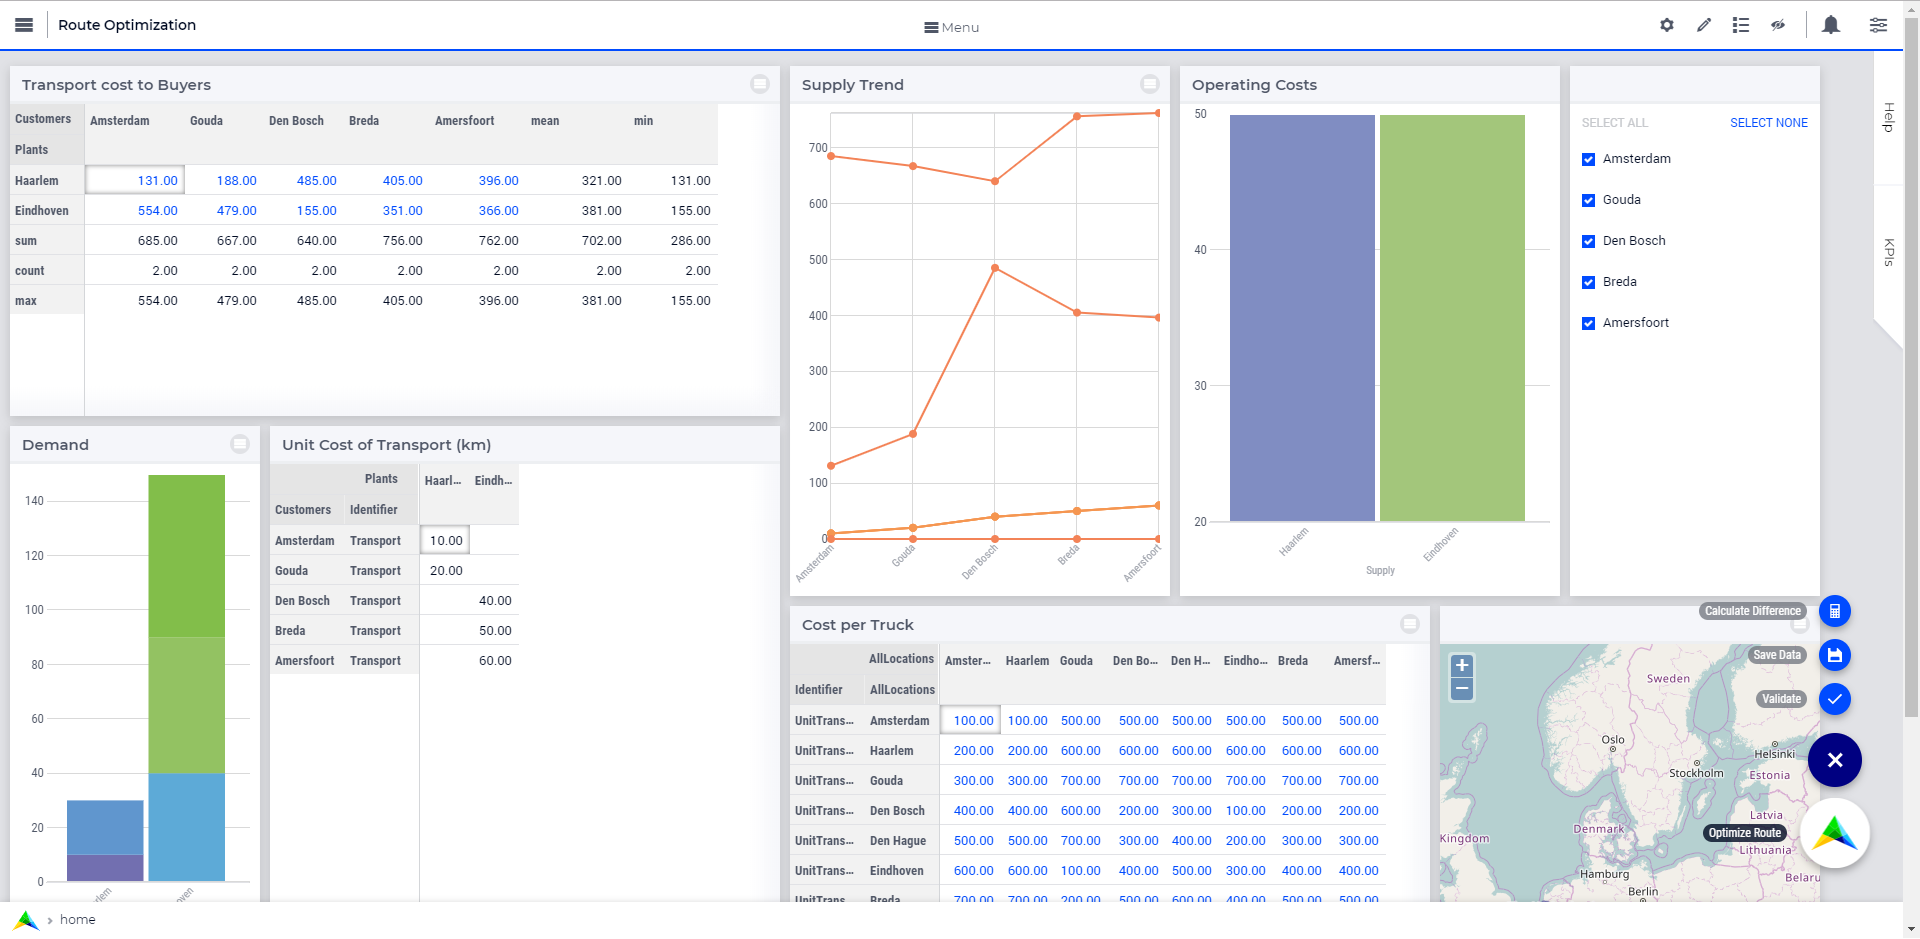 Route Optimization
Menu
Transport cost to Buyers
Customers Amsterdam Gouda Den Bosch Breda Amersfoort mean min
Plants
Haarlem 131.00 188.00 485.00 405.00 396.00 321.00 131.00
Eindhoven 554.00 479.00 155.00 351.00 366.00 381.00 155.00
sum 685.00 667.00 640.00 756.00 762.00 702.00 286.00
count 2.00 2.00 2.00 2.00 2.00 2.00 2.00
max 554.00 479.00 485.00 405.00 396.00 381.00 155.00
Supply Trend
700
600
500
400
300
200
100
0
Amsterdam Gouda Den Bosch Breda Amersfoort
Operating Costs
50
40
30
20
Haarlem Eindhoven
Supply
SELECT ALL SELECT NONE
Amsterdam
Gouda
Den Bosch
Breda
Amersfoort
Help
KPIs
Demand
140
120
100
80
60
40
20
0
Unit Cost of Transport (km)
Plants Haarl... Eindh...
Customers Identifier
Amsterdam Transport 10.00
Gouda Transport 20.00
Den Bosch Transport 40.00
Breda Transport 50.00
Amersfoort Transport 60.00
Cost per Truck
AllLocations Amster... Haarlem Gouda Den Bo... Den H... Eindho... Breda Amersf...
Identifier AllLocations
UnitTrans... Amsterdam 100.00 100.00 500.00 500.00 500.00 500.00 500.00 500.00
UnitTrans... Haarlem 200.00 200.00 600.00 600.00 600.00 600.00 600.00 600.00
UnitTrans... Gouda 300.00 300.00 700.00 700.00 700.00 700.00 700.00 700.00
UnitTrans... Den Bosch 400.00 400.00 600.00 200.00 300.00 100.00 200.00 200.00
UnitTrans... Den Hague 500.00 500.00 700.00 300.00 400.00 200.00 300.00 300.00
UnitTrans... Eindhoven 600.00 600.00 100.00 400.00 500.00 300.00 400.00 400.00
UnitTrans... Breda 700.00 700.00 200.00 500.00 600.00 400.00 500.00 500.00
Calculate Difference
Save Data
Validate
Optimize Route
+
−
Sweden
Oslo
Helsinki
Stockholm
Estonia
Latvia
Denmark
Kingdom
Lithuania
Hamburg
Belaru
Berlin
home